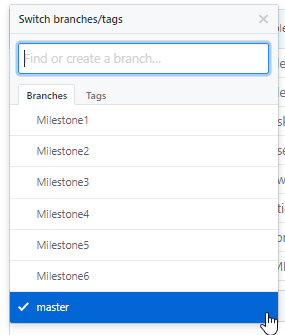 Switch branches/tags
Find or create a branch...
Branches Tags
Milestone1
Milestone2
Milestone3
Milestone4
Milestone5
Milestone6
master